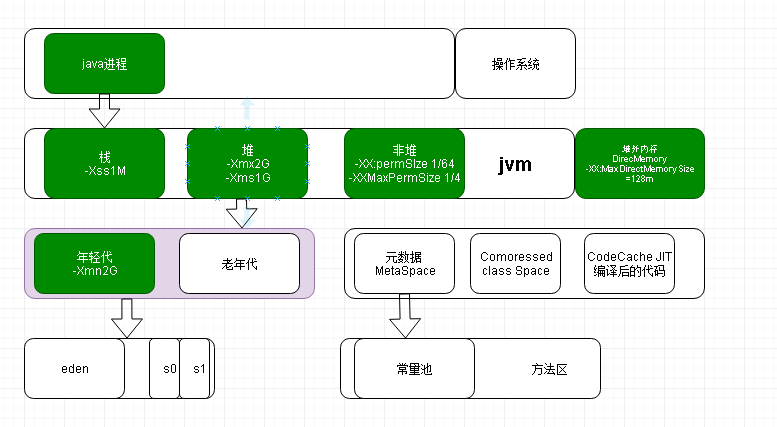 java进程
操作系统
栈
-Xss1M
堆
-Xmx2G
-Xms1G
非堆
-XX:permSIze 1/64
-XXMaxPermSize 1/4
jvm
堆外内存
DirecMemory
-XX:Max DirectMemory Size
=128m
年轻代
-Xmn2G
老年代
元数据
MetaSpace
Comoressed
class Space
CodeCache JIT
编译后的代码
eden
s0
s1
常量池
方法区